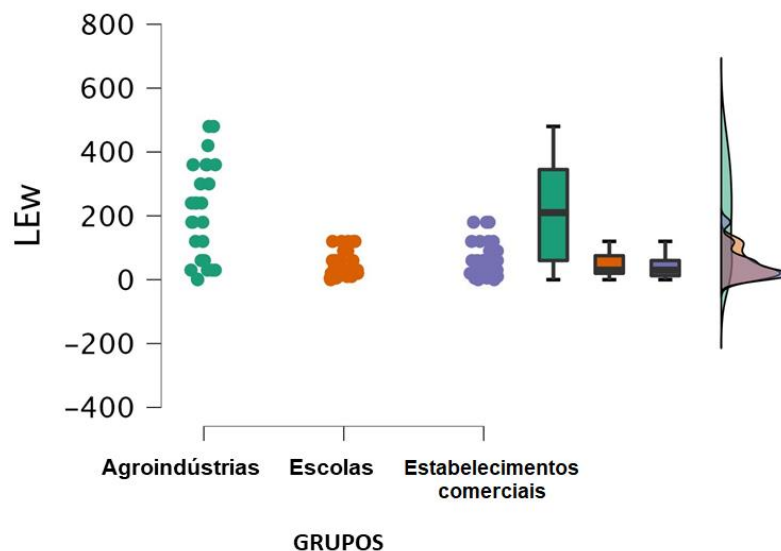 800
600
400
200
0
−200
−400
LEw
Agroindústrias
Escolas
Estabelecimentos
comerciais
GRUPOS